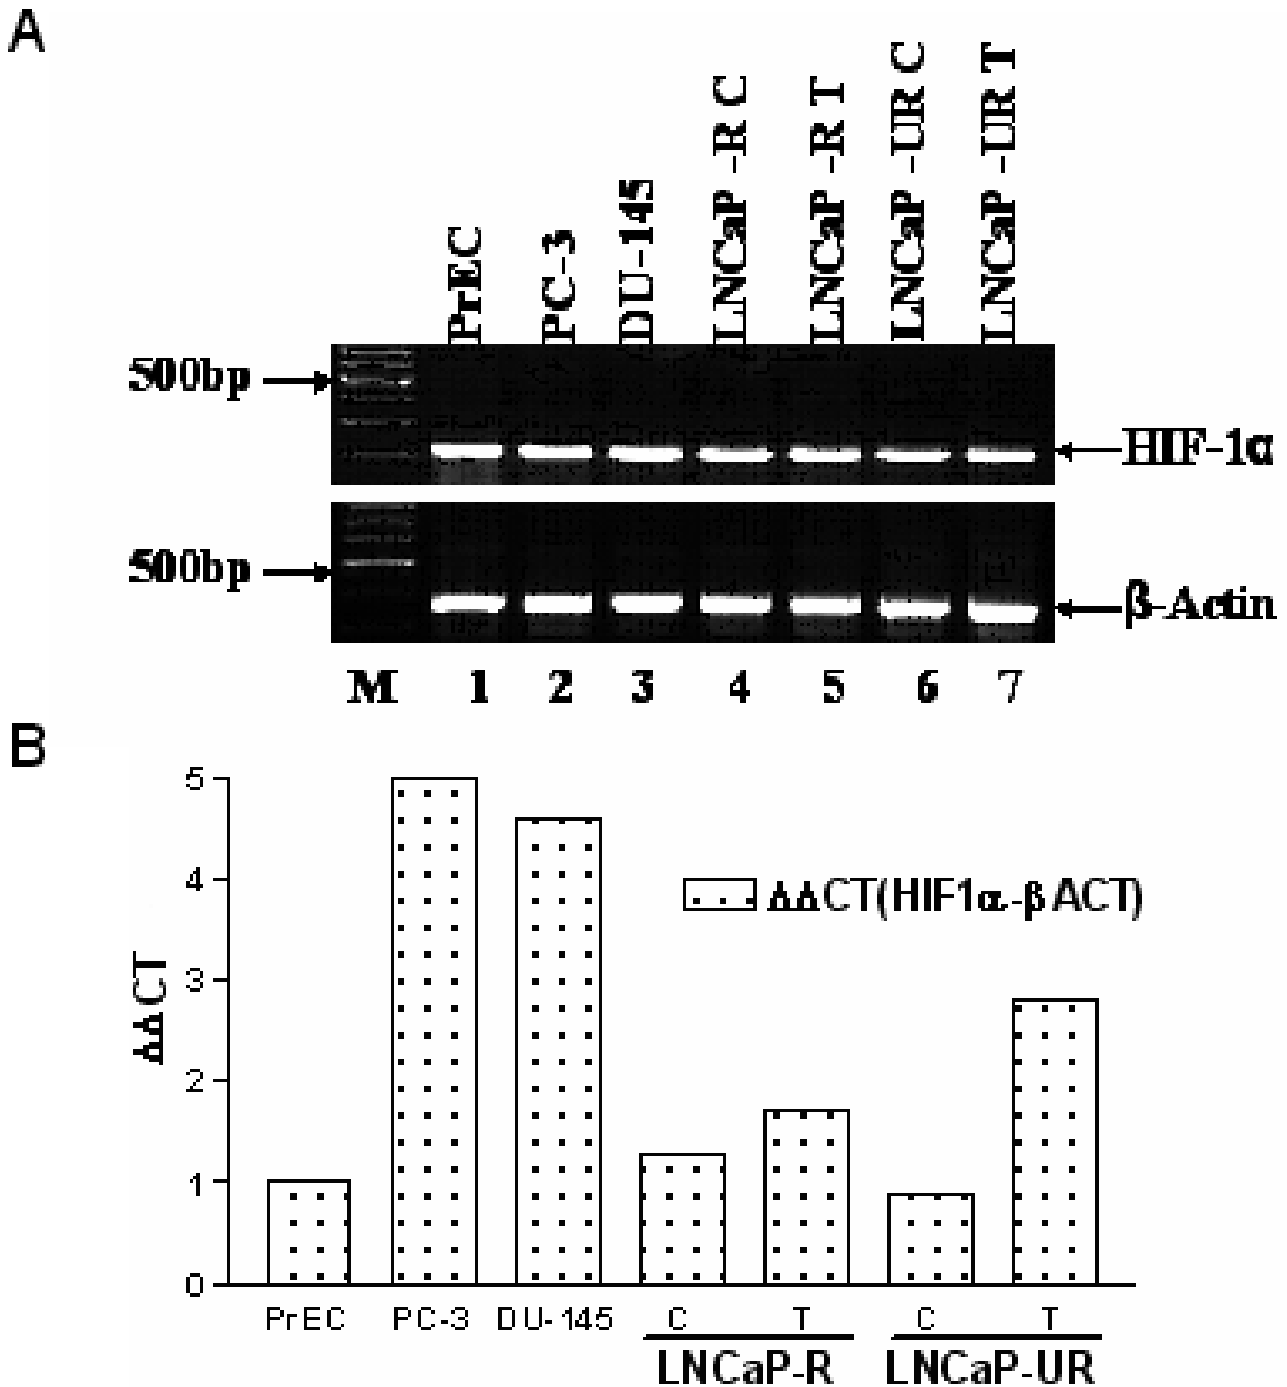 A
PrEC
PC-3
DU-145
LNCaP -R C
LNCaP -R T
LNCaP -UR C
LNCaP -UR T
500bp
HIF-1α
500bp
β-Actin
M 1 2 3 4 5 6 7
B
5
4
3
2
1
0
ΔΔCT
ΔΔCT(HIF1α-β ACT)
PrEC PC-3 DU-145 C T C T
LNCaP-R LNCaP-UR